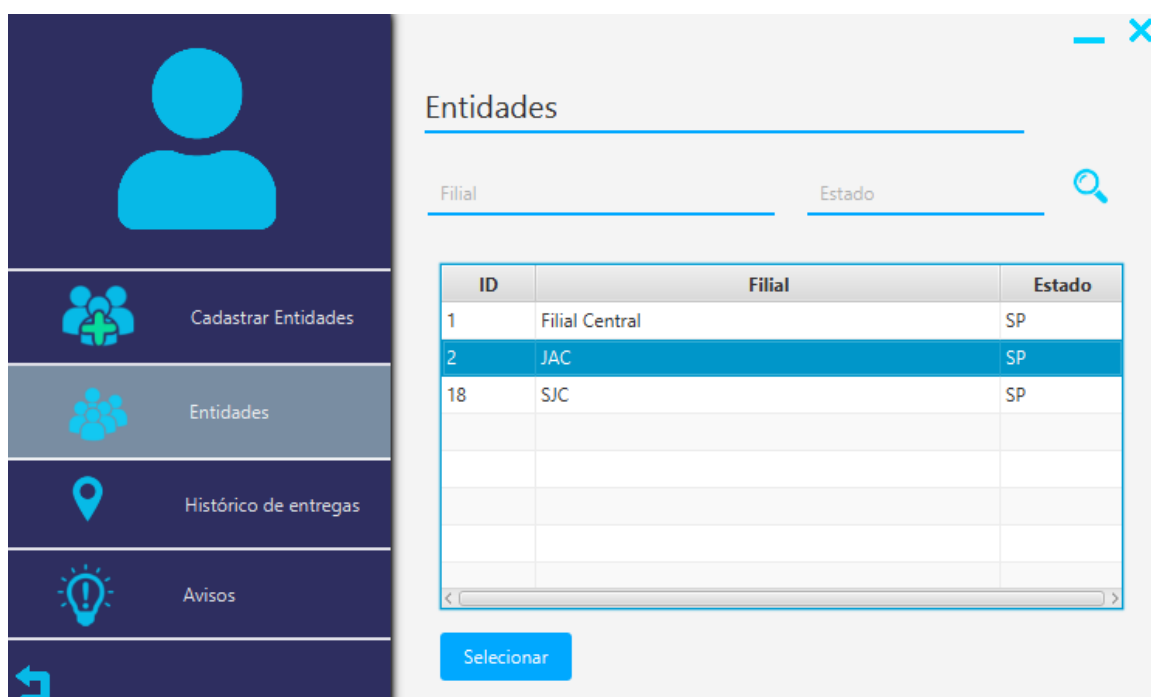 Entidades
Filial Estado
ID Filial Estado
1 Filial Central SP
2 JAC SP
18 SJC SP
Selecionar
Cadastrar Entidades
Entidades
Histórico de entregas
Avisos